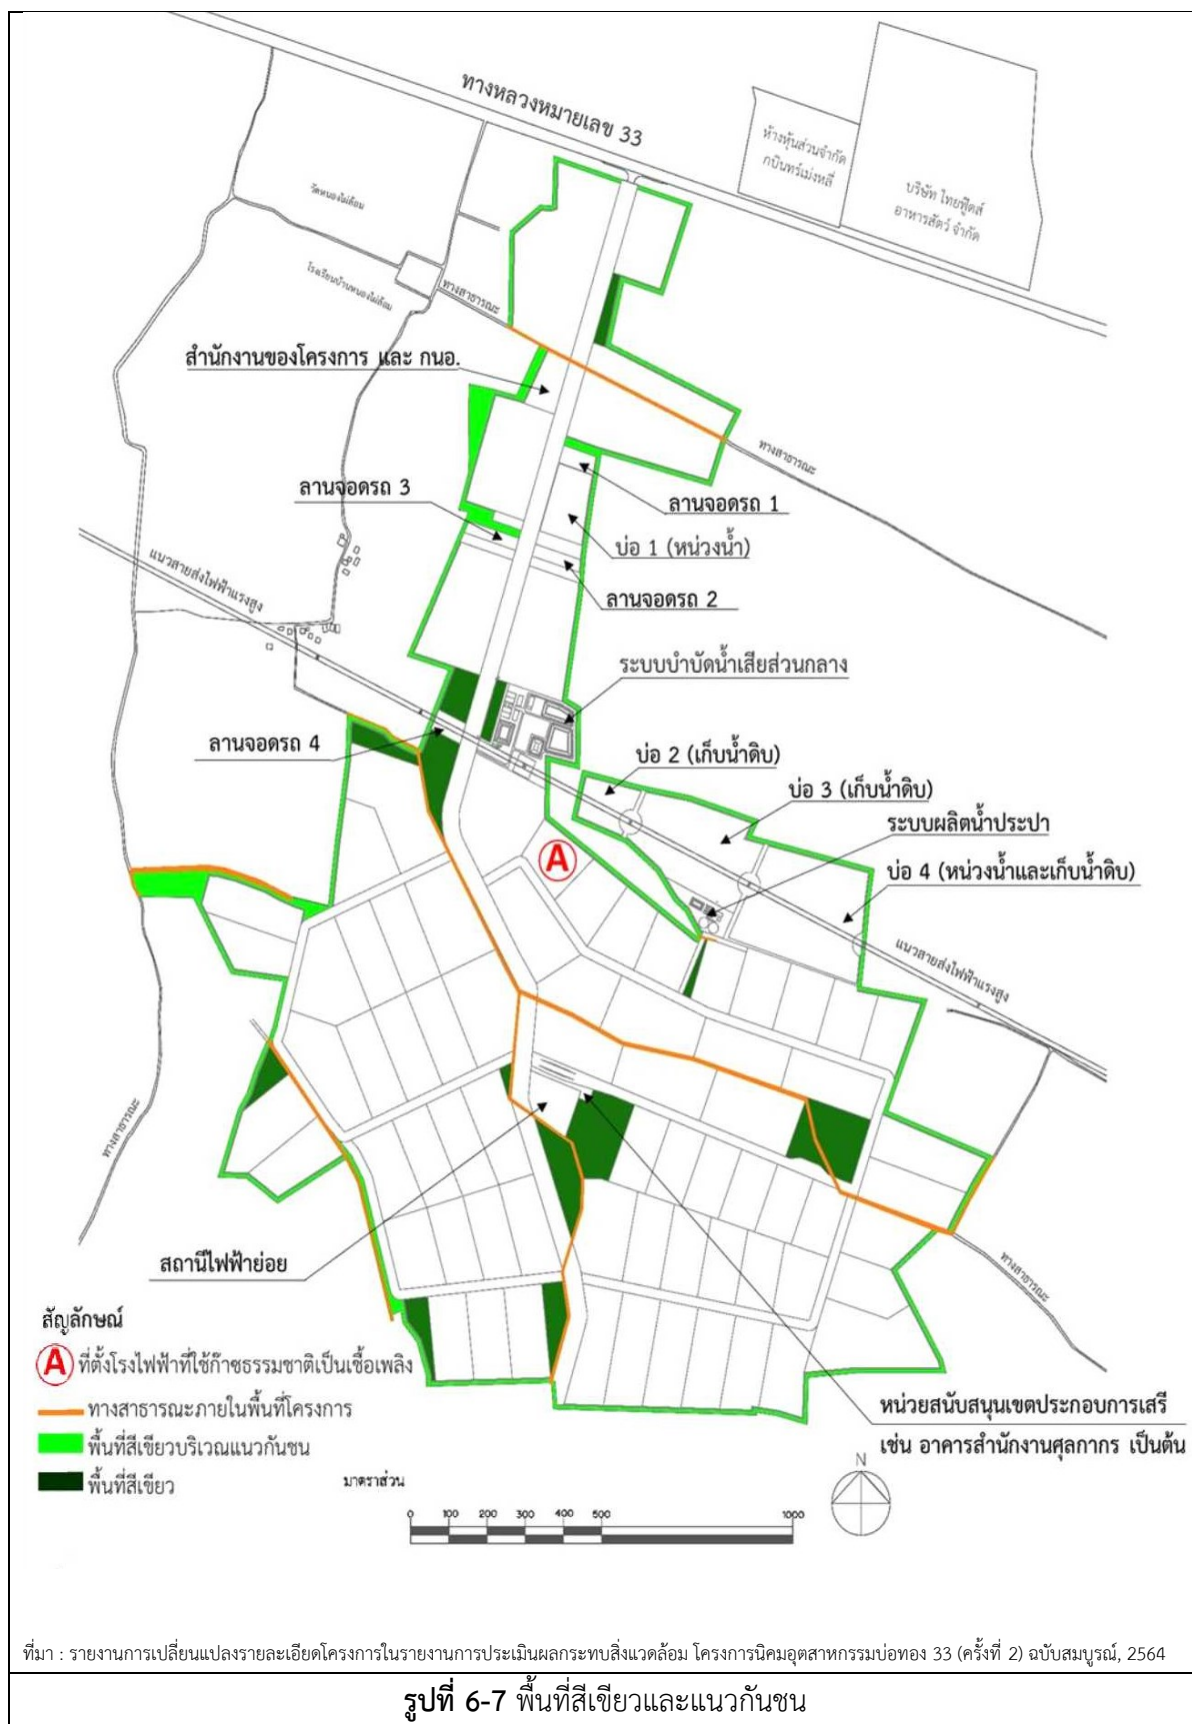 ทางหลวงหมายเลข 33
ห้างหุ้นส่วนจำกัด
กบินทร์เม่งหลี่
บริษัท ไทยฟู้ดส์
อาหารสัตว์ จำกัด
วัดหนองไผ่ล้อม
โรงเรียนบ้านหนองไผ่ล้อม
ทางสาธารณะ
สำนักงานของโครงการ และ กนอ.
ทางสาธารณะ
ลานจอดรถ 3
ลานจอดรถ 1
บ่อ 1 (หน่วงน้ำ)
แนวสายส่งไฟฟ้าแรงสูง
ลานจอดรถ 2
ระบบบำบัดน้ำเสียส่วนกลาง
ลานจอดรถ 4
บ่อ 2 (เก็บน้ำดิบ)
บ่อ 3 (เก็บน้ำดิบ)
ระบบผลิตน้ำประปา
A
บ่อ 4 (หน่วงน้ำและเก็บน้ำดิบ)
แนวสายส่งไฟฟ้าแรงสูง
ทางสาธารณะ
สถานีไฟฟ้าย่อย
ทางสาธารณะ
สัญลักษณ์
A ที่ตั้งโรงไฟฟ้าที่ใช้ก๊าซธรรมชาติเป็นเชื้อเพลิง
ทางสาธารณะภายในพื้นที่โครงการ
พื้นที่สีเขียวบริเวณแนวกันชน
พื้นที่สีเขียว
หน่วยสนับสนุนเขตประกอบการเสรี
เช่น อาคารสำนักงานศุลกากร เป็นต้น
N
มาตราส่วน
0 100 200 300 400 500 1000
ที่มา : รายงานการเปลี่ยนแปลงรายละเอียดโครงการในรายงานการประเมินผลกระทบสิ่งแวดล้อม โครงการนิคมอุตสาหกรรมบ่อทอง 33 (ครั้งที่ 2) ฉบับสมบูรณ์, 2564
รูปที่ 6-7 พื้นที่สีเขียวและแนวกันชน